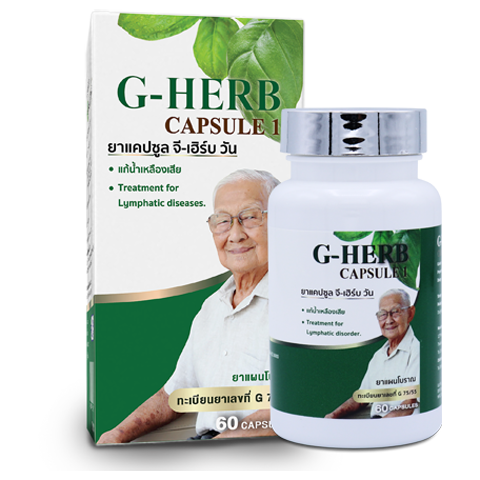 G-HERB
CAPSULE 1
ยาแคปซูล จี-เฮิร์บ วัน
• แก้น้ำเหลืองเสีย
• Treatment for
Lymphatic diseases.
ยาแผนโบ
ทะเบียนยาเลขที่ G
60 CAPSU
G-HERB
CAPSULE 1
ยาแคปซูล จี-เฮิร์บ วัน
• แก้น้ำเหลืองเสีย
• Treatment for
Lymphatic disorder.
ยาแผนโบราณ
ทะเบียนยาเลขที่ G 75/55
60 CAPSULES